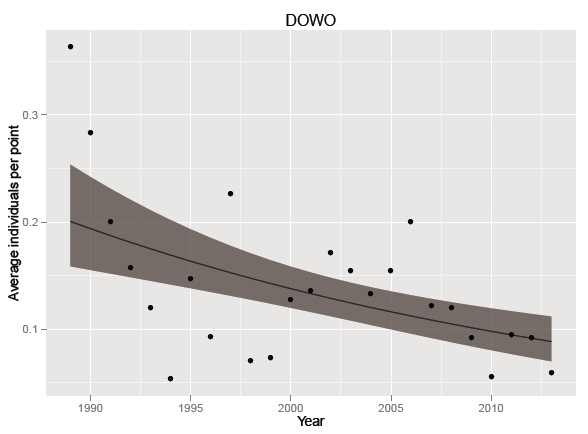 DOWO
Average individuals per point
0.3
0.2
0.1
1990 1995 2000 2005 2010
Year